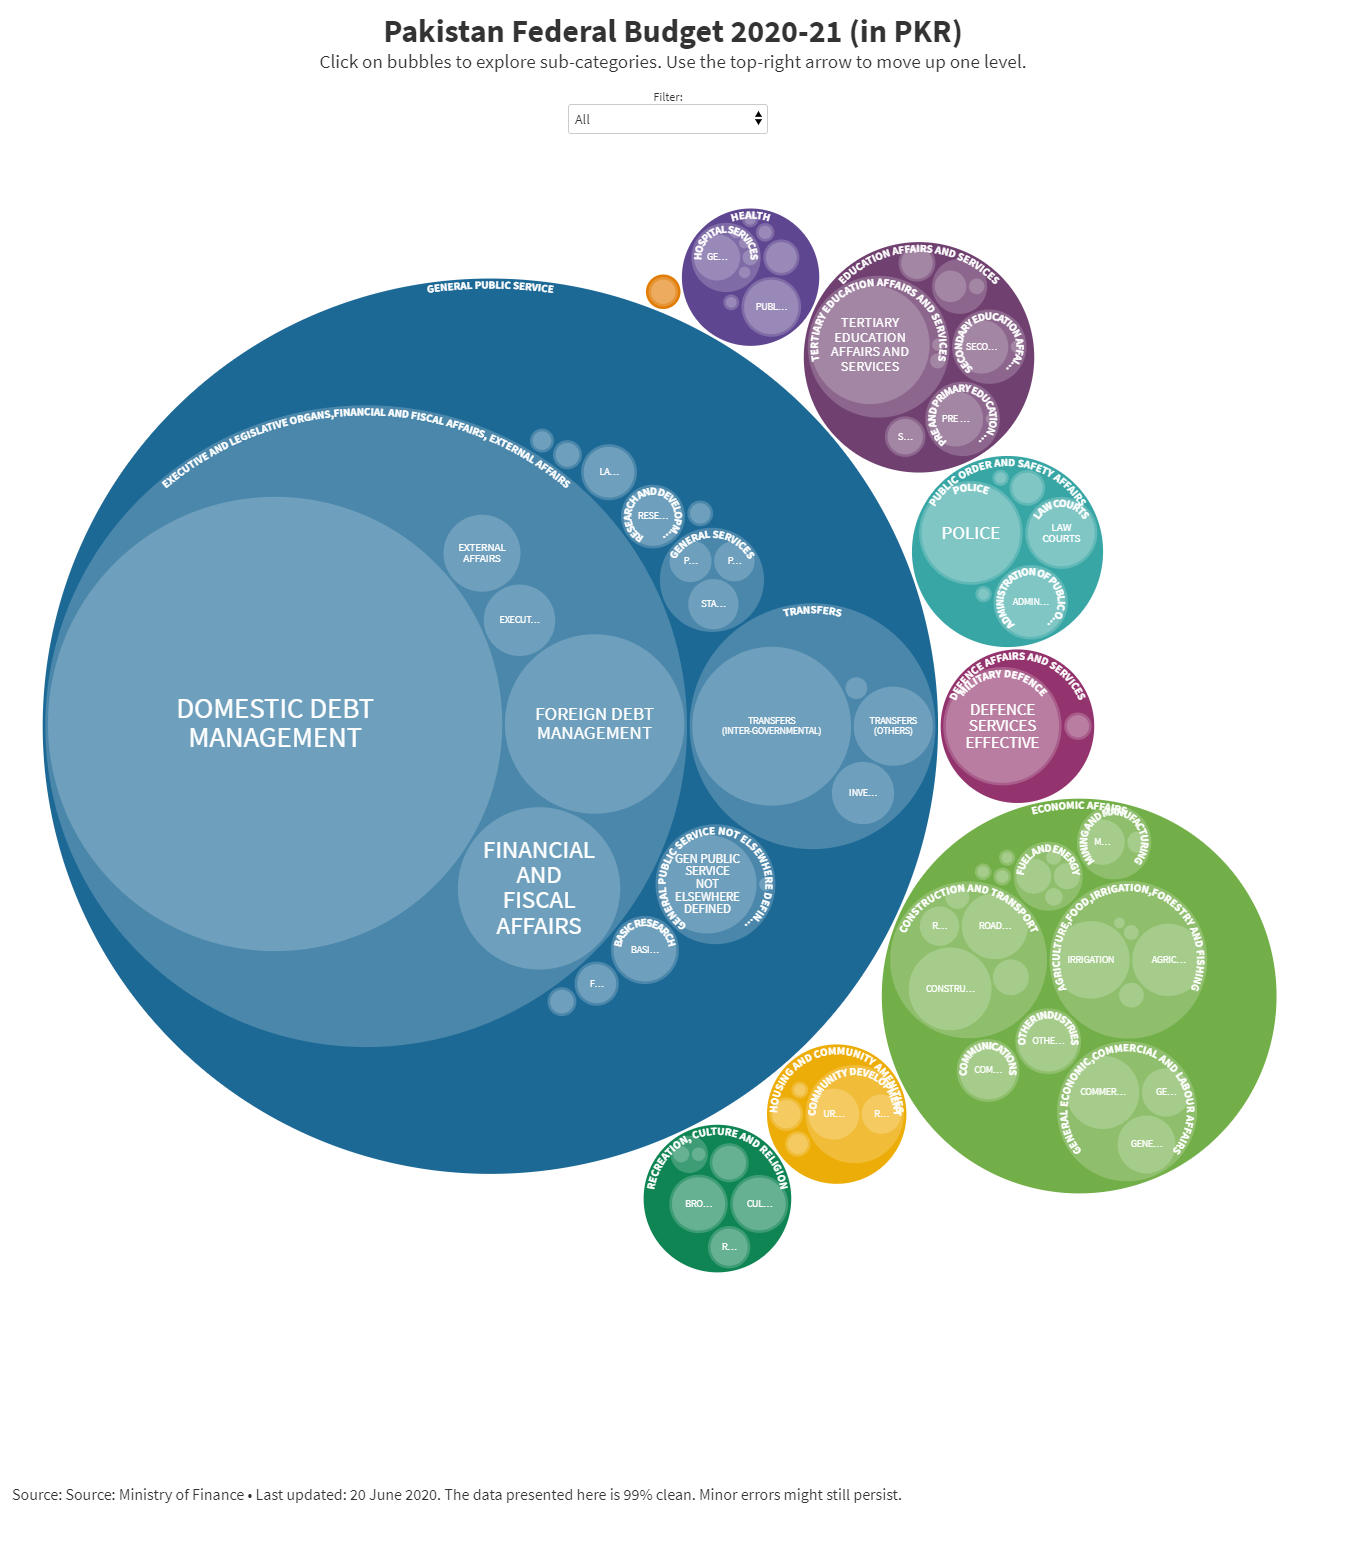 Pakistan Federal Budget 2020-21 (in PKR)
Click on bubbles to explore sub-categories. Use the top-right arrow to move up one level.
Filter:
All
GENERAL PUBLIC SERVICE
EXECUTIVE AND LEGISLATIVE ORGANS,FINANCIAL AND FISCAL AFFAIRS, EXTERNAL AFFAIRS
DOMESTIC DEBT
MANAGEMENT
EXTERNAL
AFFAIRS
EXECUT...
FOREIGN DEBT
MANAGEMENT
FINANCIAL
AND
FISCAL
AFFAIRS
LA...
RESEARCH AND DEVELOPM...
RESE...
GENERAL SERVICES
P...
P...
STA...
TRANSFERS
TRANSFERS
(INTER-GOVERNMENTAL)
TRANSFERS
(OTHERS)
INVE...
GENERAL PUBLIC SERVICE NOT ELSEWHERE DEFIN...
GEN PUBLIC
SERVICE
NOT
ELSEWHERE
DEFINED
BASIC RESEARCH
BASI...
F...
HEALTH
HOSPITAL SERVICES
GE...
PUBL...
EDUCATION AFFAIRS AND SERVICES
TERTIARY EDUCATION AFFAIRS AND SERVICES
TERTIARY
EDUCATION
AFFAIRS AND
SERVICES
SECONDARY EDUCATION AFFAI...
SECO...
PRE AND PRIMARY EDUCATION...
PRE ...
S...
PUBLIC ORDER AND SAFETY AFFAIRS
POLICE
POLICE
LAW COURTS
LAW
COURTS
ADMINISTRATION OF PUBLIC O...
ADMIN...
DEFENCE AFFAIRS AND SERVICES
MILITARY DEFENCE
DEFENCE
SERVICES
EFFECTIVE
ECONOMIC AFFAIRS
MINING AND MANUFACTURING
M...
FUEL AND ENERGY
CONSTRUCTION AND TRANSPORT
R...
ROAD...
CONSTRU...
AGRICULTURE,FOOD,IRRIGATION,FORESTRY AND FISHING
IRRIGATION
AGRIC...
OTHER INDUSTRIES
OTHE...
COMMUNICATIONS
COM...
GENERAL ECONOMIC,COMMERCIAL AND LABOUR AFFAIRS
COMMER...
GE...
GENE...
HOUSING AND COMMUNITY AMENITIES
COMMUNITY DEVELOPMENT
UR...
R...
RECREATION, CULTURE AND RELIGION
BRO...
CUL...
R...
Source: Source: Ministry of Finance • Last updated: 20 June 2020. The data presented here is 99% clean. Minor errors might still persist.